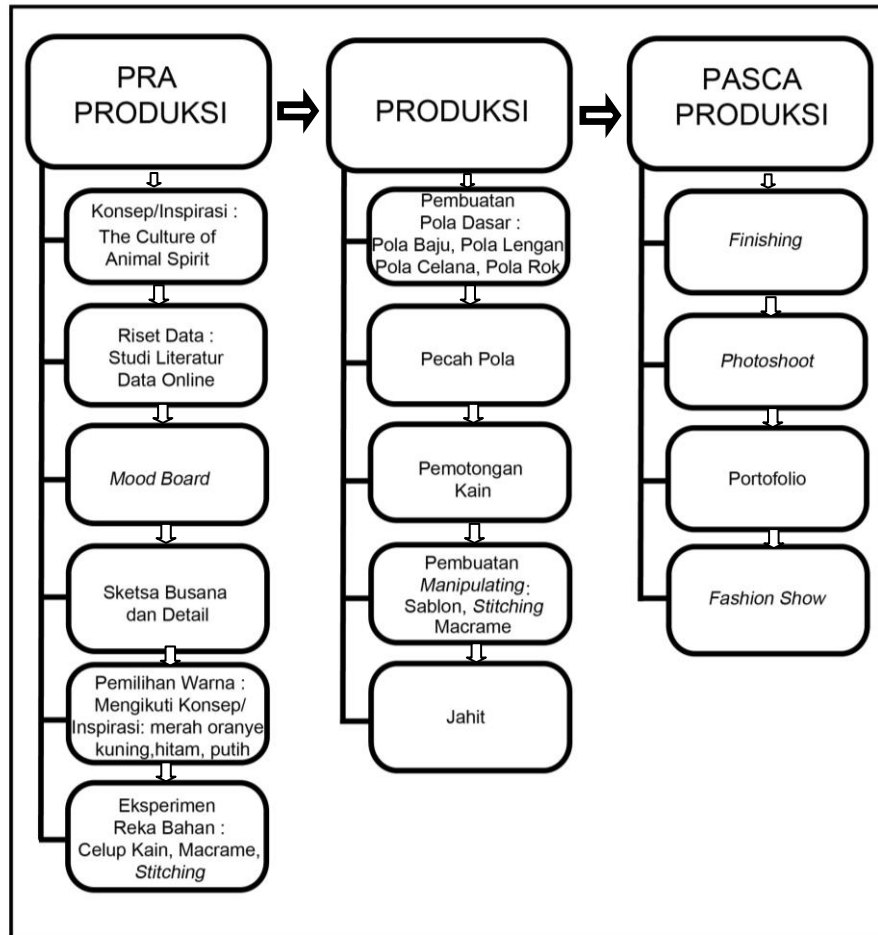 PRA
PRODUKSI
Konsep/Inspirasi :
The Culture of
Animal Spirit
Riset Data :
Studi Literatur
Data Online
Mood Board
Sketsa Busana
dan Detail
Pemilihan Warna :
Mengikuti Konsep/
Inspirasi: merah oranye
kuning,hitam, putih
Eksperimen
Reka Bahan :
Celup Kain, Macrame,
Stitching
PRODUKSI
Pembuatan
Pola Dasar :
Pola Baju, Pola Lengan
Pola Celana, Pola Rok
Pecah Pola
Pemotongan
Kain
Pembuatan
Manipulating:
Sablon, Stitching
Macrame
Jahit
PASCA
PRODUKSI
Finishing
Photoshoot
Portofolio
Fashion Show